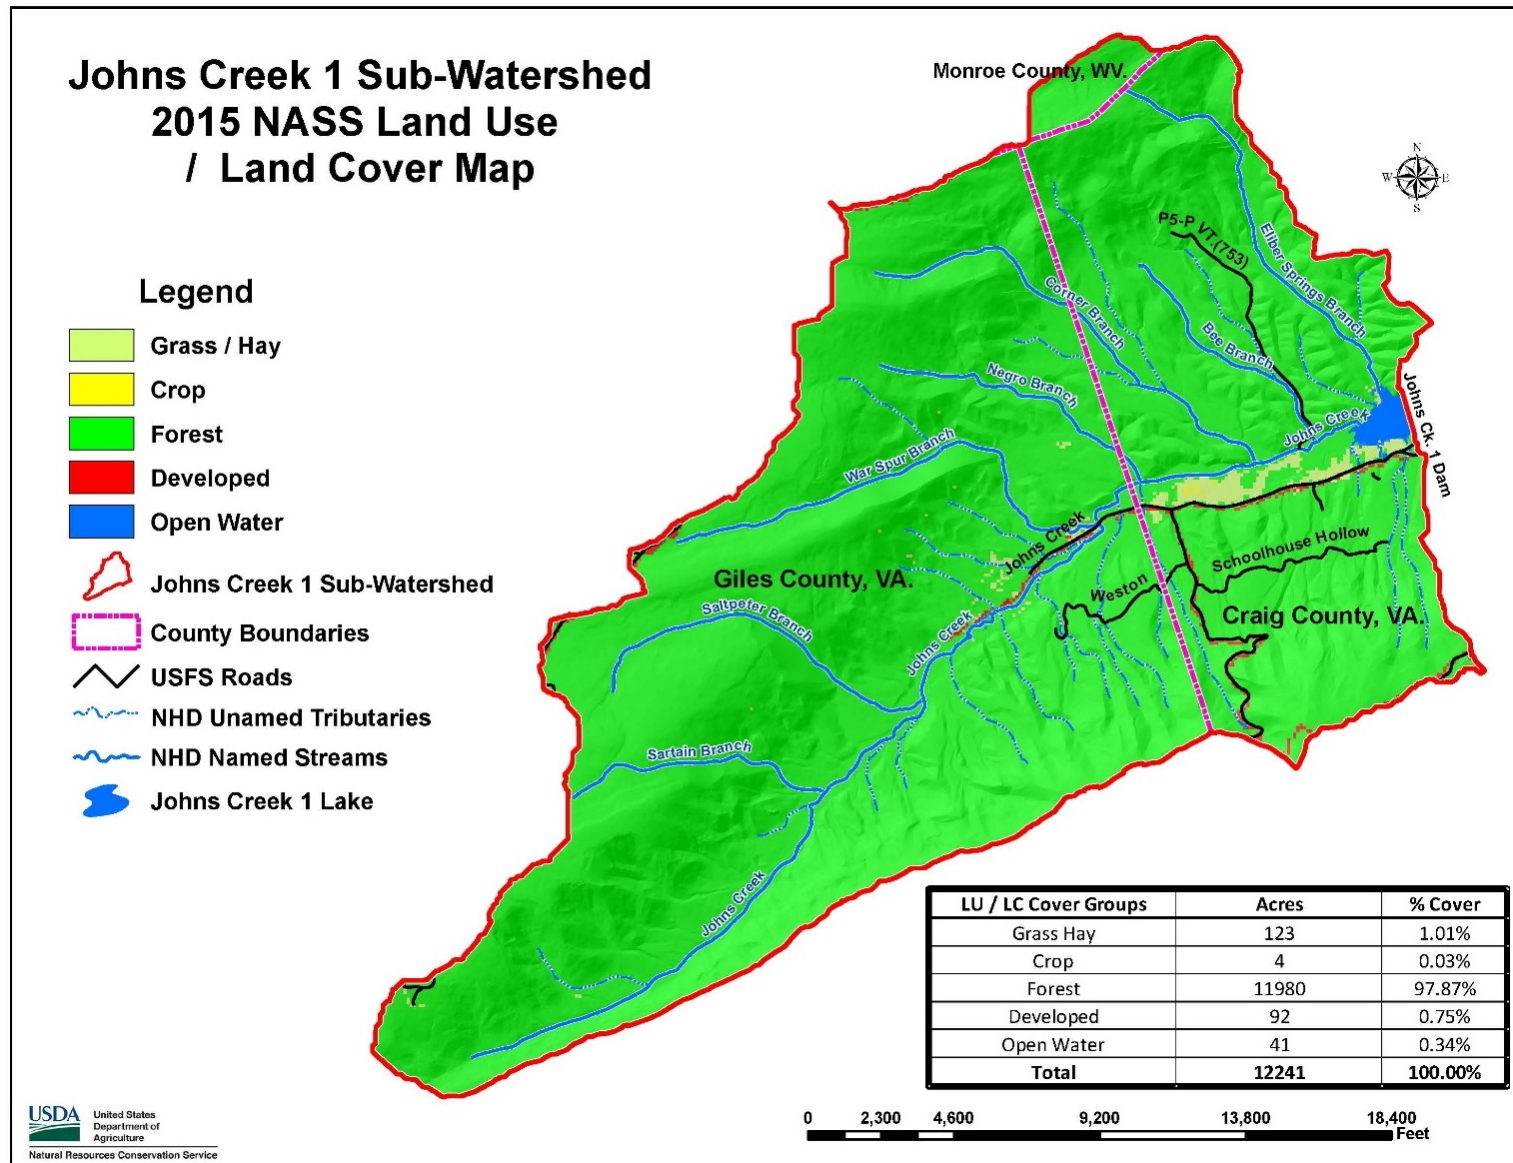 Johns Creek 1 Sub-Watershed
2015 NASS Land Use
/ Land Cover Map
Legend
Grass / Hay
Crop
Forest
Developed
Open Water
Johns Creek 1 Sub-Watershed
County Boundaries
USFS Roads
NHD Unamed Tributaries
NHD Named Streams
Johns Creek 1 Lake
Monroe County, WV.
N
W E
S
P5-P VT.(753)
Eliber Springs Branch
Corner Branch
Bee Branch
Negro Branch
Johns Creek
Johns Ck. 1 Dam
War Spur Branch
Johns Creek
Schoolhouse Hollow
Giles County, VA.
Weston
Craig County, VA.
Saltpeter Branch
Johns Creek
Sartain Branch
Johns Creek
LU / LC Cover Groups Acres % Cover
Grass Hay 123 1.01%
Crop 4 0.03%
Forest 11980 97.87%
Developed 92 0.75%
Open Water 41 0.34%
Total 12241 100.00%
0 2,300 4,600 9,200 13,800 18,400
Feet
USDA
United States
Department of
Agriculture
Natural Resources Conservation Service